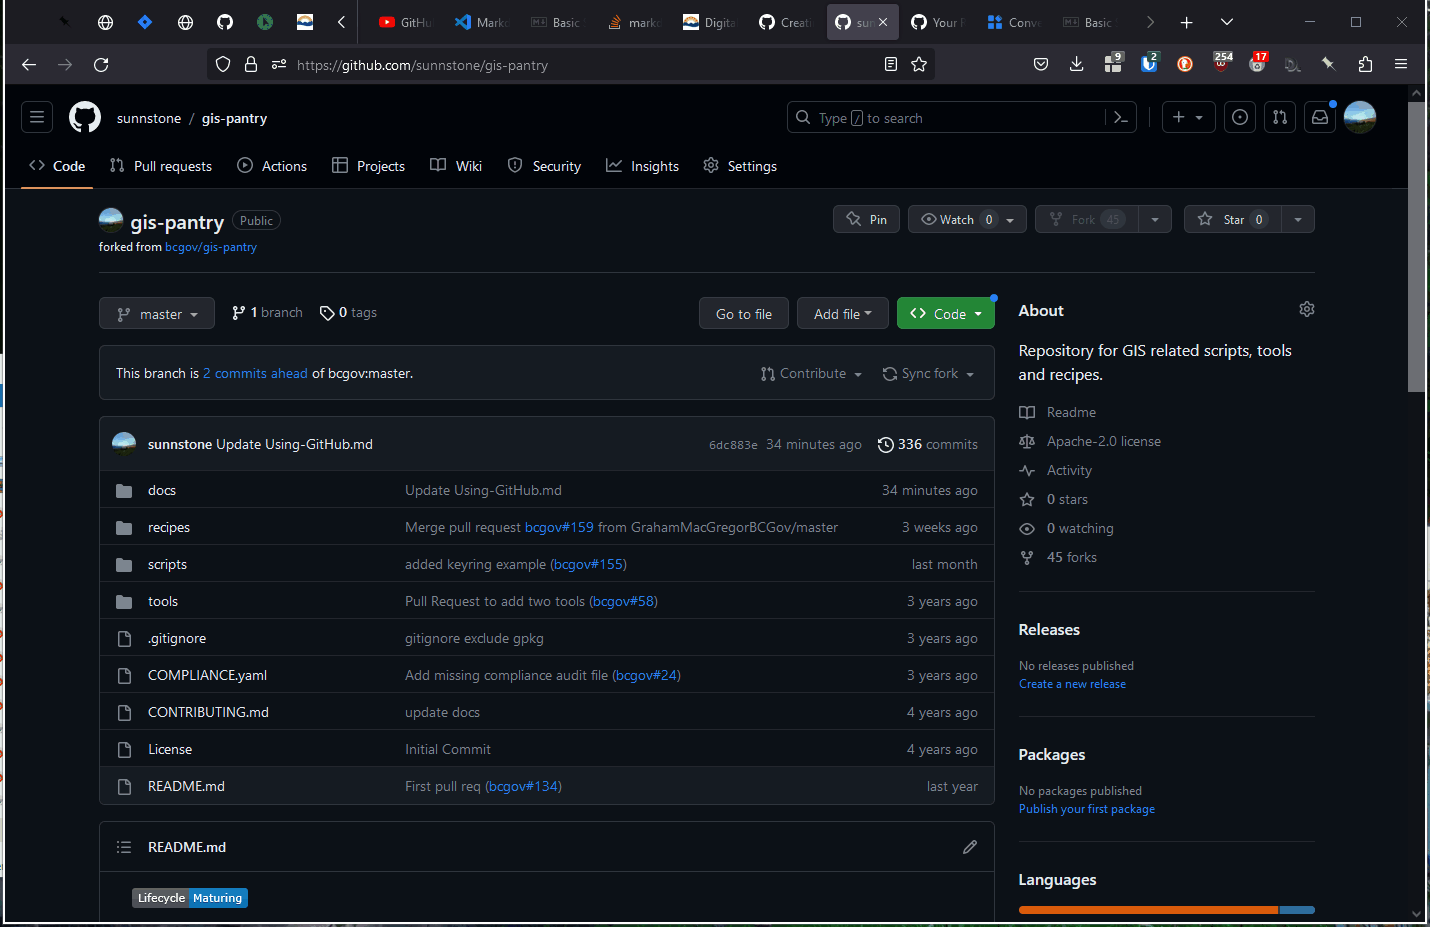 GitHu
Marko
Basic
marko
Digita
Creati
sun
Your R
Conve
Basic
https://github.com/sunnstone/gis-pantry
9
2
254
17
sunnstone / gis-pantry
Type / to search
Code
Pull requests
Actions
Projects
Wiki
Security
Insights
Settings
gis-pantry Public
forked from bcgov/gis-pantry
Pin
Watch 0
Fork 45
Star 0
master
1 branch
0 tags
Go to file
Add file
Code
This branch is 2 commits ahead of bcgov:master.
Contribute
Sync fork
sunnstone Update Using-GitHub.md 6dc883e 34 minutes ago 336 commits
docs Update Using-GitHub.md 34 minutes ago
recipes Merge pull request bcgov#159 from GrahamMacGregorBCGov/master 3 weeks ago
scripts added keyring example (bcgov#155) last month
tools Pull Request to add two tools (bcgov#58) 3 years ago
.gitignore gitignore exclude gpkg 3 years ago
COMPLIANCE.yaml Add missing compliance audit file (bcgov#24) 3 years ago
CONTRIBUTING.md update docs 4 years ago
License Initial Commit 4 years ago
README.md First pull req (bcgov#134) last year
README.md
Lifecycle Maturing
About
Repository for GIS related scripts, tools
and recipes.
Readme
Apache-2.0 license
Activity
0 stars
0 watching
45 forks
Releases
No releases published
Create a new release
Packages
No packages published
Publish your first package
Languages